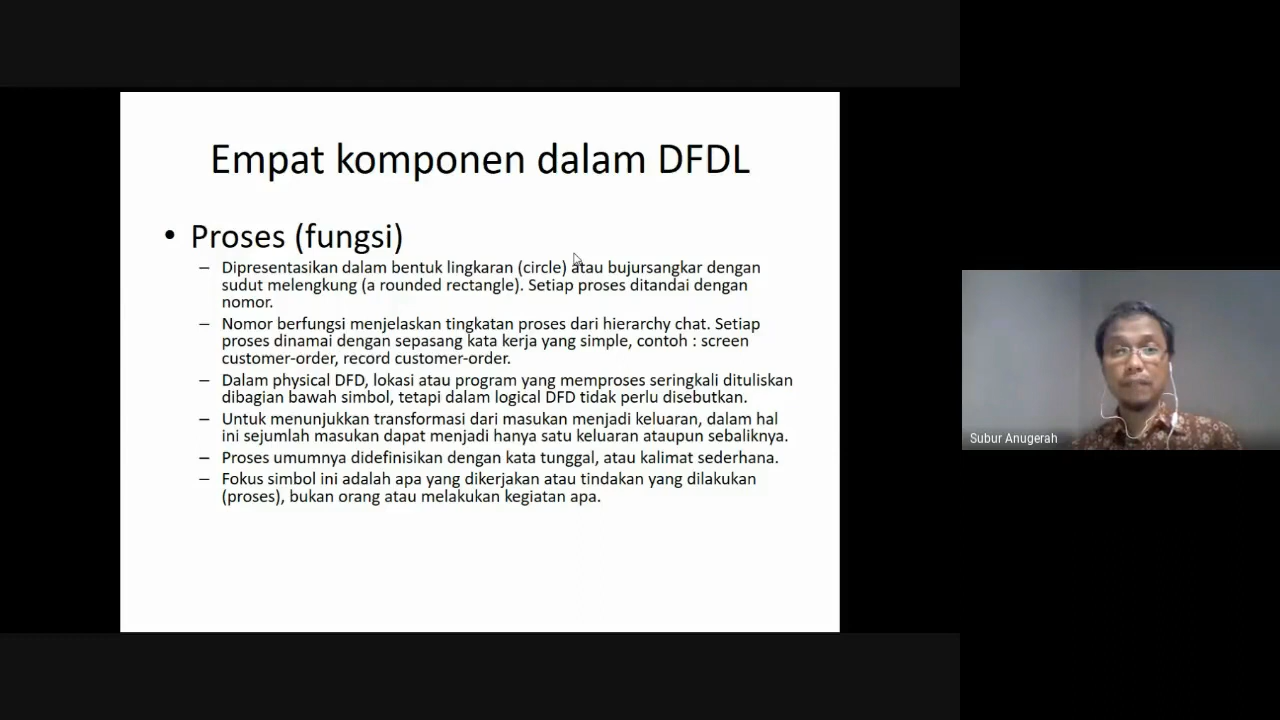 Empat komponen dalam DFDL
• Proses (fungsi)
– Dipresentasikan dalam bentuk lingkaran (circle) atau bujursangkar dengan
sudut melengkung (a rounded rectangle). Setiap proses ditandai dengan
nomor.
– Nomor berfungsi menjelaskan tingkatan proses dari hierarchy chat. Setiap
proses dinamai dengan sepasang kata kerja yang simple, contoh : screen
customer-order, record customer-order.
– Dalam physical DFD, lokasi atau program yang memproses seringkali dituliskan
dibagian bawah simbol, tetapi dalam logical DFD tidak perlu disebutkan.
– Untuk menunjukkan transformasi dari masukan menjadi keluaran, dalam hal
ini sejumlah masukan dapat menjadi hanya satu keluaran ataupun sebaliknya.
– Proses umumnya didefinisikan dengan kata tunggal, atau kalimat sederhana.
– Fokus simbol ini adalah apa yang dikerjakan atau tindakan yang dilakukan
(proses), bukan orang atau melakukan kegiatan apa.
Subur Anugerah